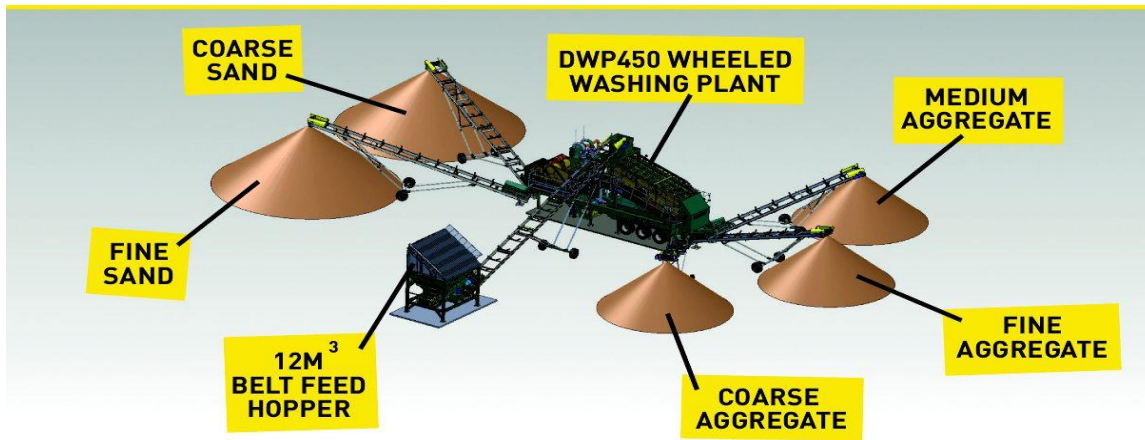 COARSE
SAND
DWP450 WHEELED
WASHING PLANT
MEDIUM
AGGREGATE
FINE
SAND
12M³
BELT FEED
HOPPER
COARSE
AGGREGATE
FINE
AGGREGATE